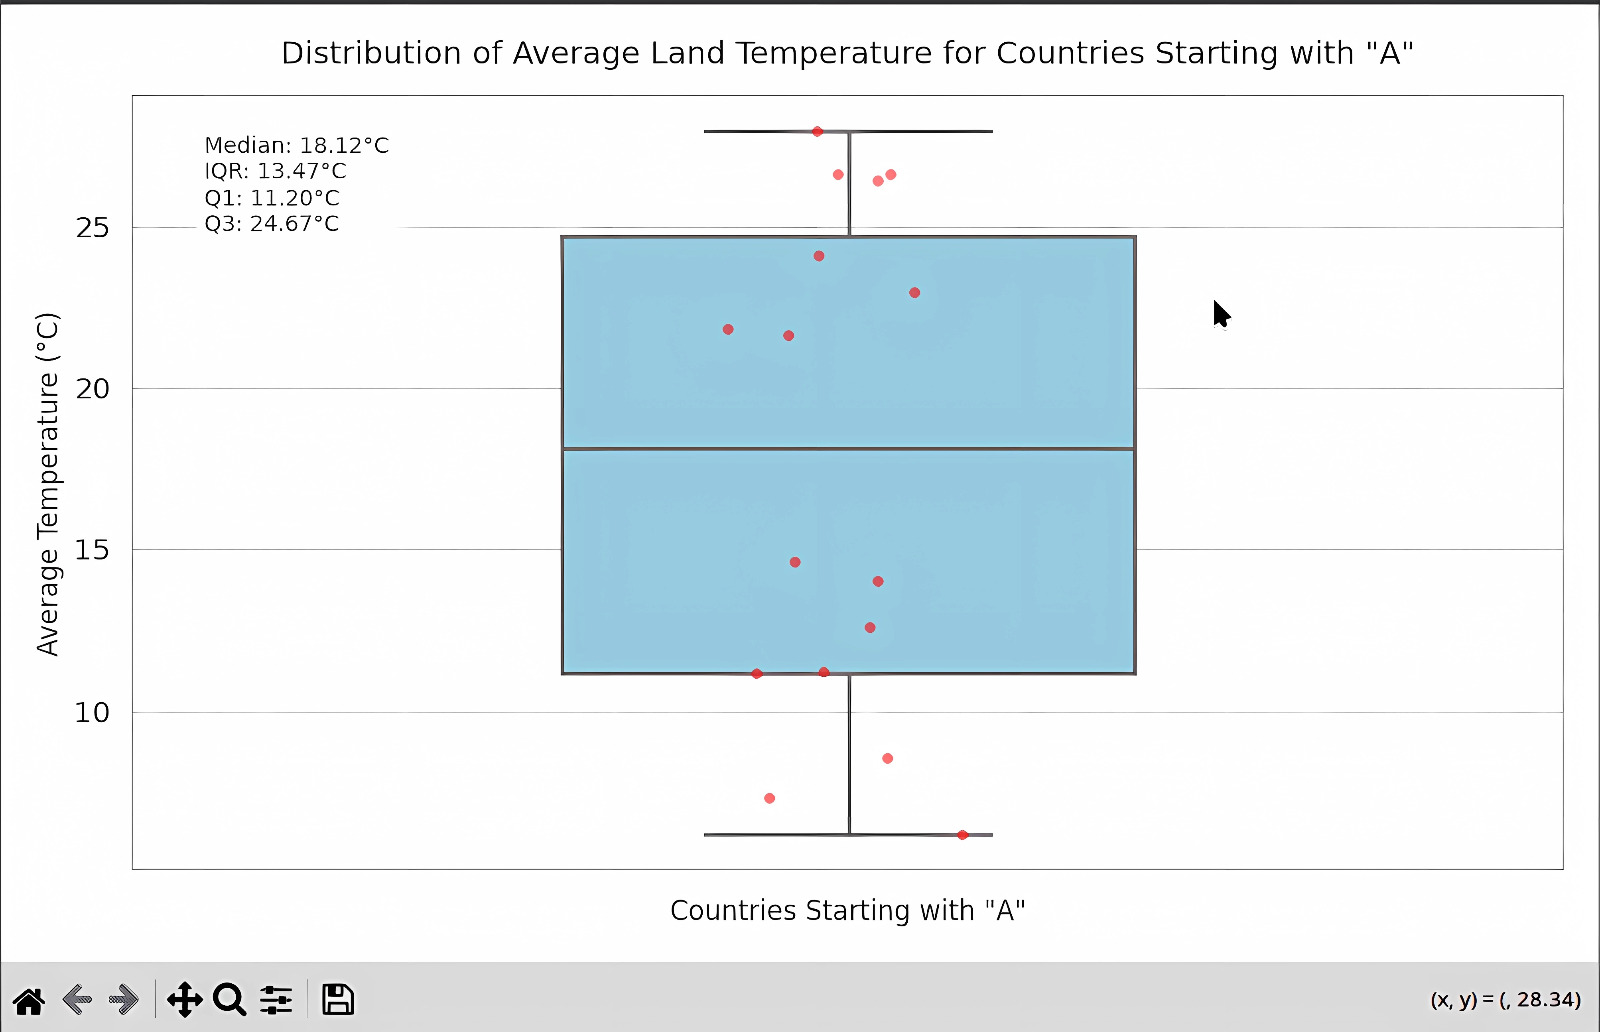 Distribution of Average Land Temperature for Countries Starting with "A"
Median: 18.12°C
IQR: 13.47°C
Q1: 11.20°C
Q3: 24.67°C
25
20
15
10
Average Temperature (°C)
Countries Starting with "A"
(x, y) = (, 28.34)